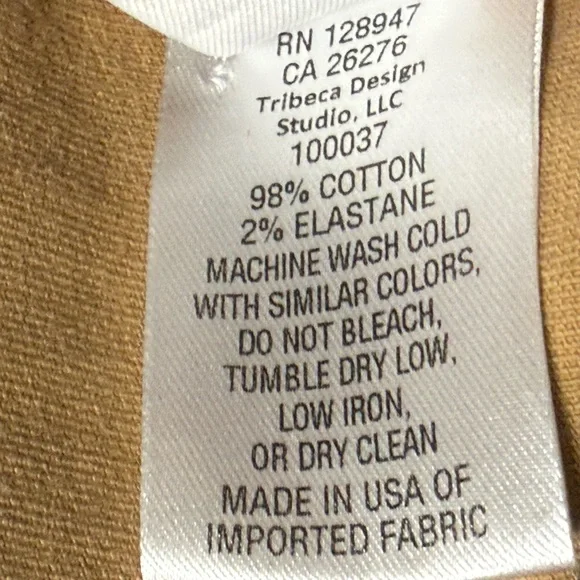 RN 128947
CA 26276
Tribeca Design
Studio, LLC
100037
98% COTTON
2% ELASTANE
MACHINE WASH COLD
WITH SIMILAR COLORS,
DO NOT BLEACH,
TUMBLE DRY LOW,
LOW IRON,
OR DRY CLEAN
MADE IN USA OF
IMPORTED FABRIC